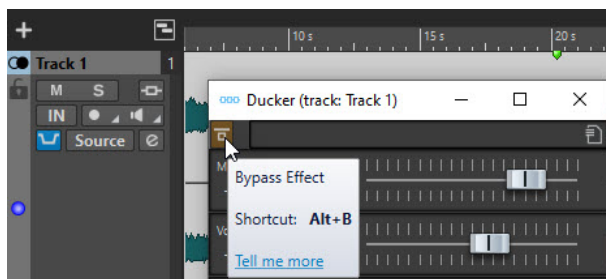 10 s
15 s
20 s
Track 1
1
M S
IN
Source e
Ducker (track: Track 1)
Bypass Effect
Shortcut: Alt+B
Tell me more